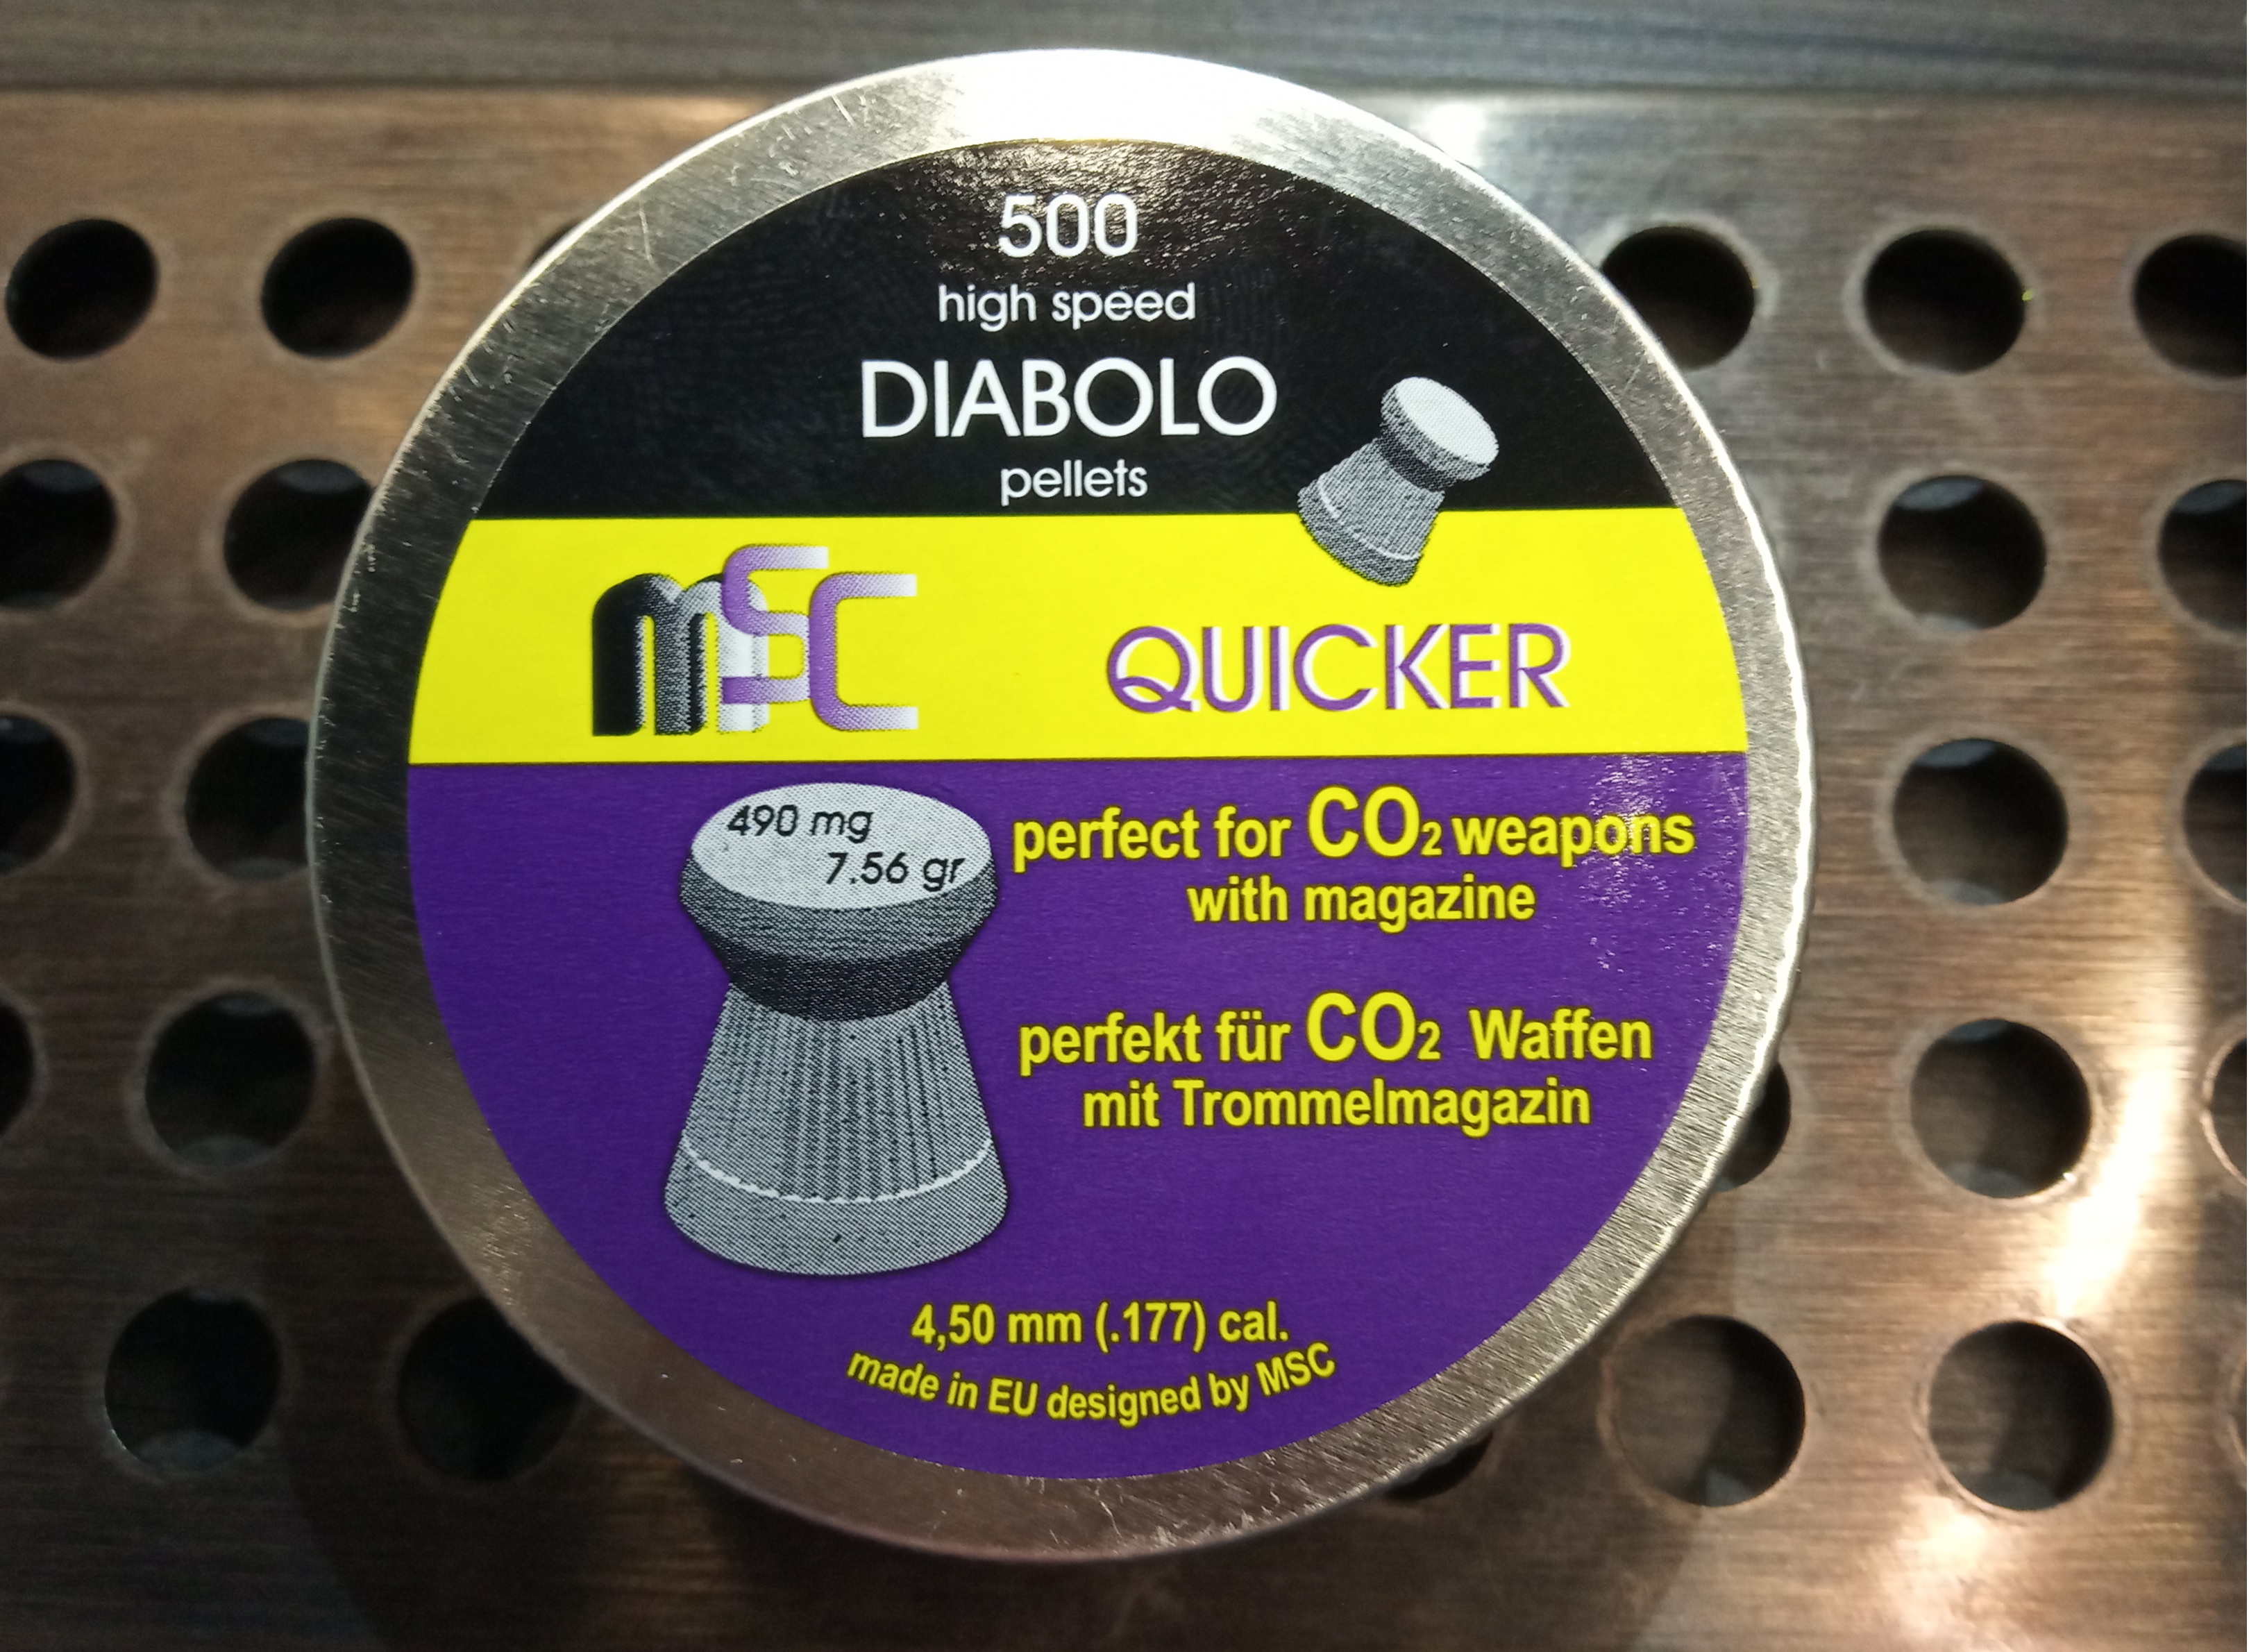 500
high speed
DIABOLO
pellets
msc
QUICKER
490 mg
7.56 gr
perfect for CO₂ weapons
with magazine
perfekt für CO₂ Waffen
mit Trommelmagazin
4,50 mm (.177) cal.
made in EU designed by MSC